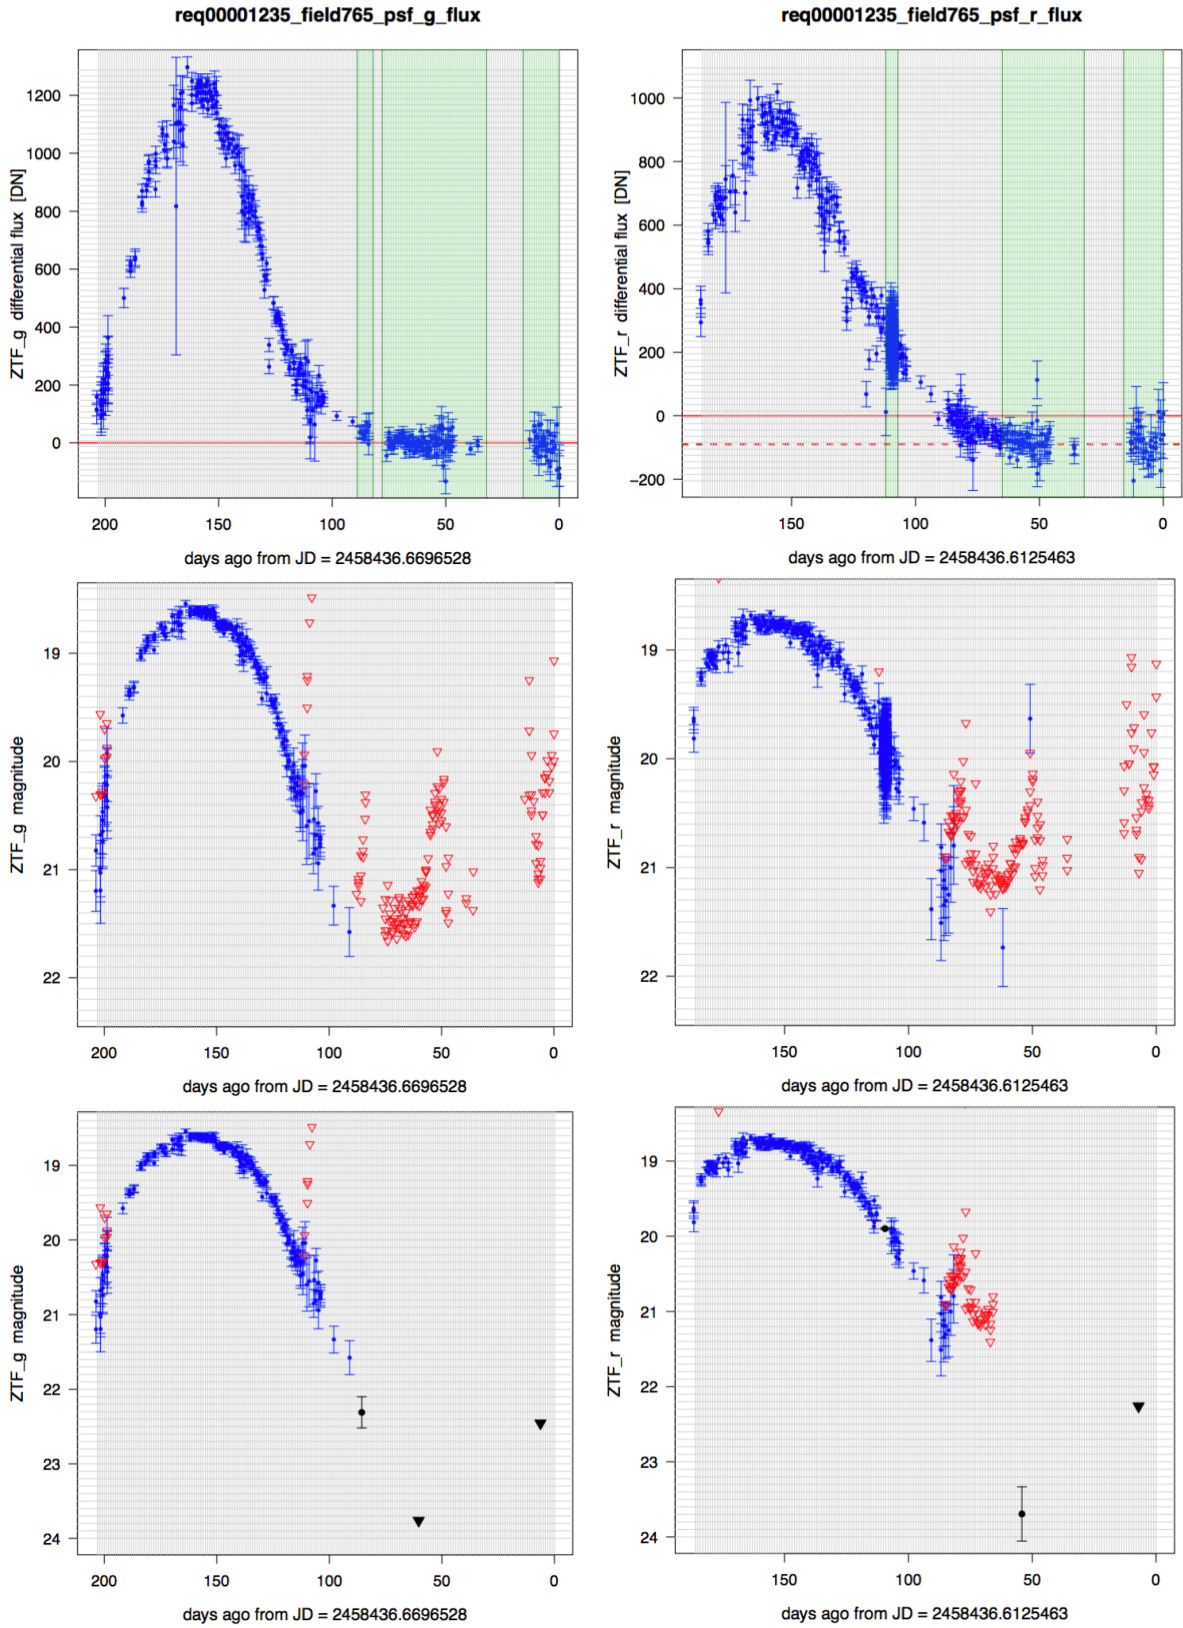 req00001235_field765_psf_g_flux
req00001235_field765_psf_r_flux
ZTF_g differential flux [DN]
1200
1000
800
600
400
200
0
200 150 100 50 0
days ago from JD = 2458436.6696528
ZTF_r differential flux [DN]
1000
800
600
400
200
0
−200
150 100 50 0
days ago from JD = 2458436.6125463
ZTF_g magnitude
19
20
21
22
200 150 100 50 0
days ago from JD = 2458436.6696528
ZTF_r magnitude
19
20
21
22
150 100 50 0
days ago from JD = 2458436.6125463
ZTF_g magnitude
19
20
21
22
23
24
200 150 100 50 0
days ago from JD = 2458436.6696528
ZTF_r magnitude
19
20
21
22
23
24
150 100 50 0
days ago from JD = 2458436.6125463